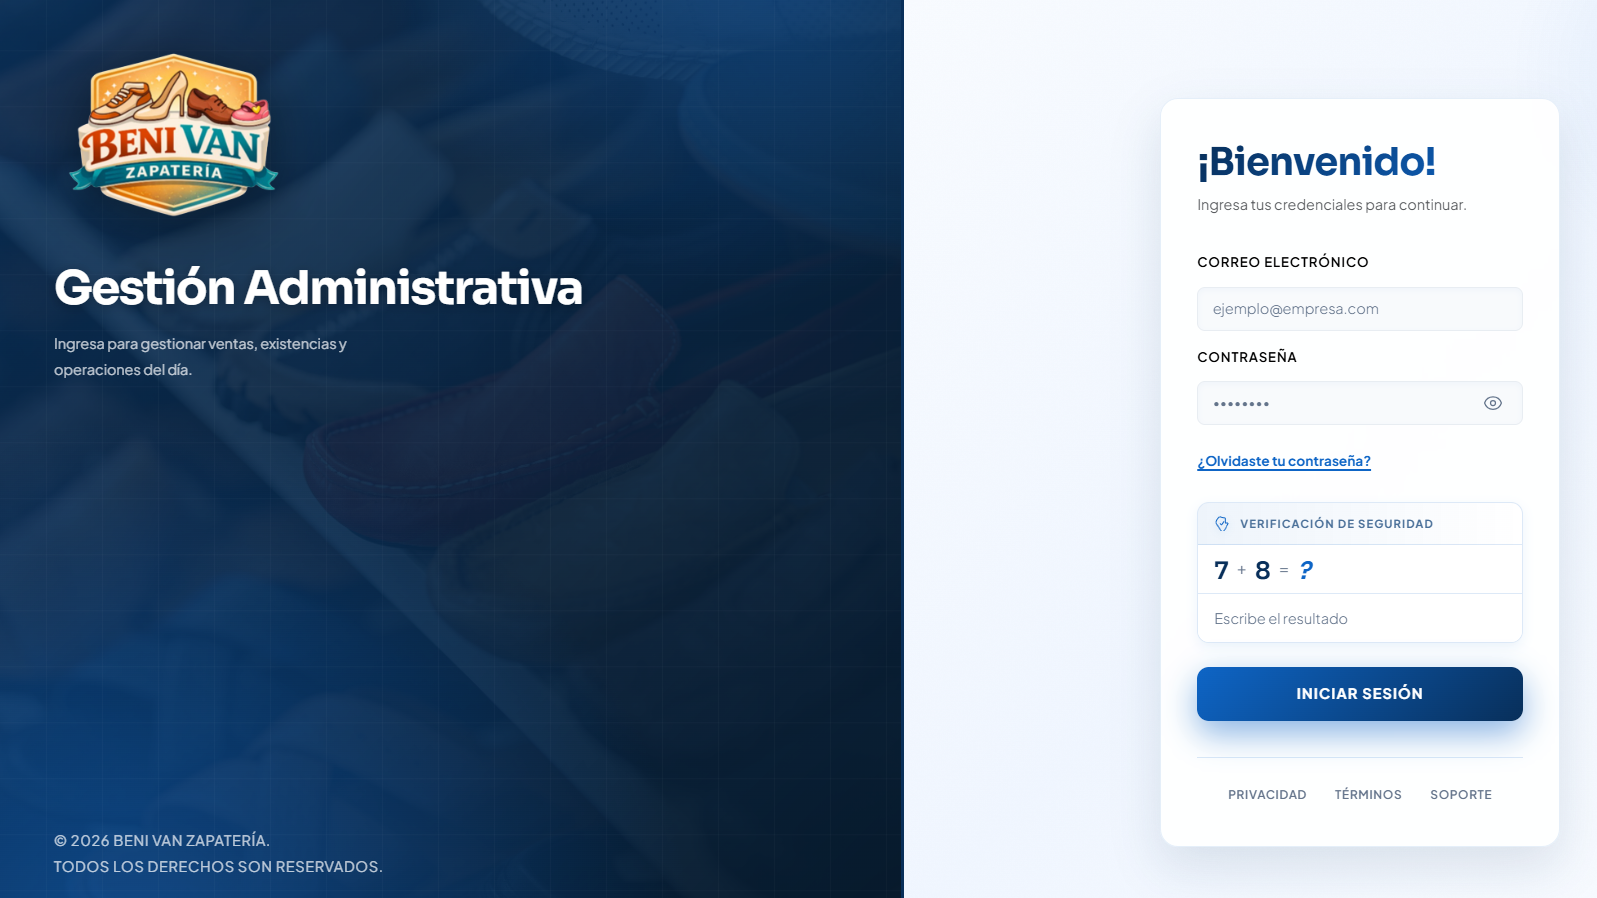 BENI VAN
ZAPATERÍA
Gestión Administrativa
Ingresa para gestionar ventas, existencias y
operaciones del día.
© 2026 BENI VAN ZAPATERÍA.
TODOS LOS DERECHOS SON RESERVADOS.
¡Bienvenido!
Ingresa tus credenciales para continuar.
CORREO ELECTRÓNICO
ejemplo@empresa.com
CONTRASEÑA
••••••••
¿Olvidaste tu contraseña?
VERIFICACIÓN DE SEGURIDAD
7 + 8 = ?
Escribe el resultado
INICIAR SESIÓN
PRIVACIDAD TÉRMINOS SOPORTE